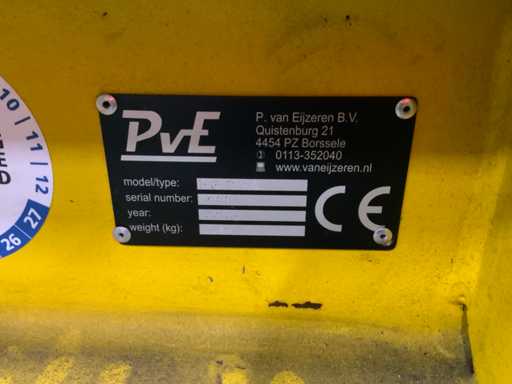 PvE
P. van Eijzeren B.V.
Quistenburg 21
4454 PZ Borssele
0113-352040
www.vaneijzeren.nl
model/type:
serial number:
year:
weight (kg):
CE
10 11 12
26 27